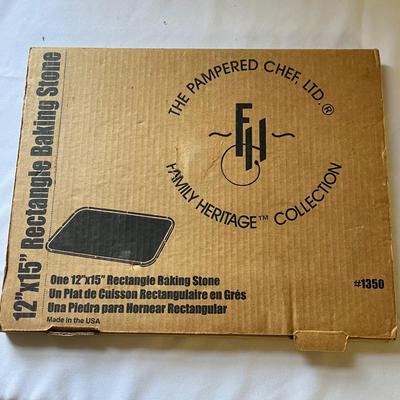 12"x15" Rectangle Baking Stone
THE PAMPERED CHEF, LTD.®
FH
FAMILY HERITAGE™ COLLECTION
One 12"x15" Rectangle Baking Stone
Un Plat de Cuisson Rectangulaire en Grés
Una Piedra para Hornear Rectangular
Made in the USA
#1350